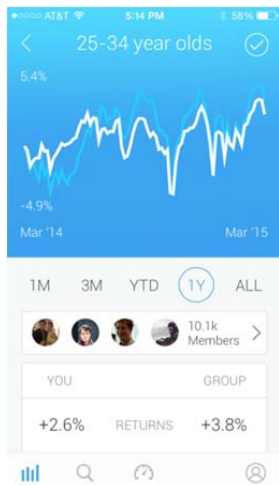 AT&T 5:14 PM 58%
25-34 year olds
5.4%
-4.9%
Mar '14 Mar '15
1M 3M YTD 1Y ALL
10.1k
Members
YOU GROUP
+2.6% RETURNS +3.8%